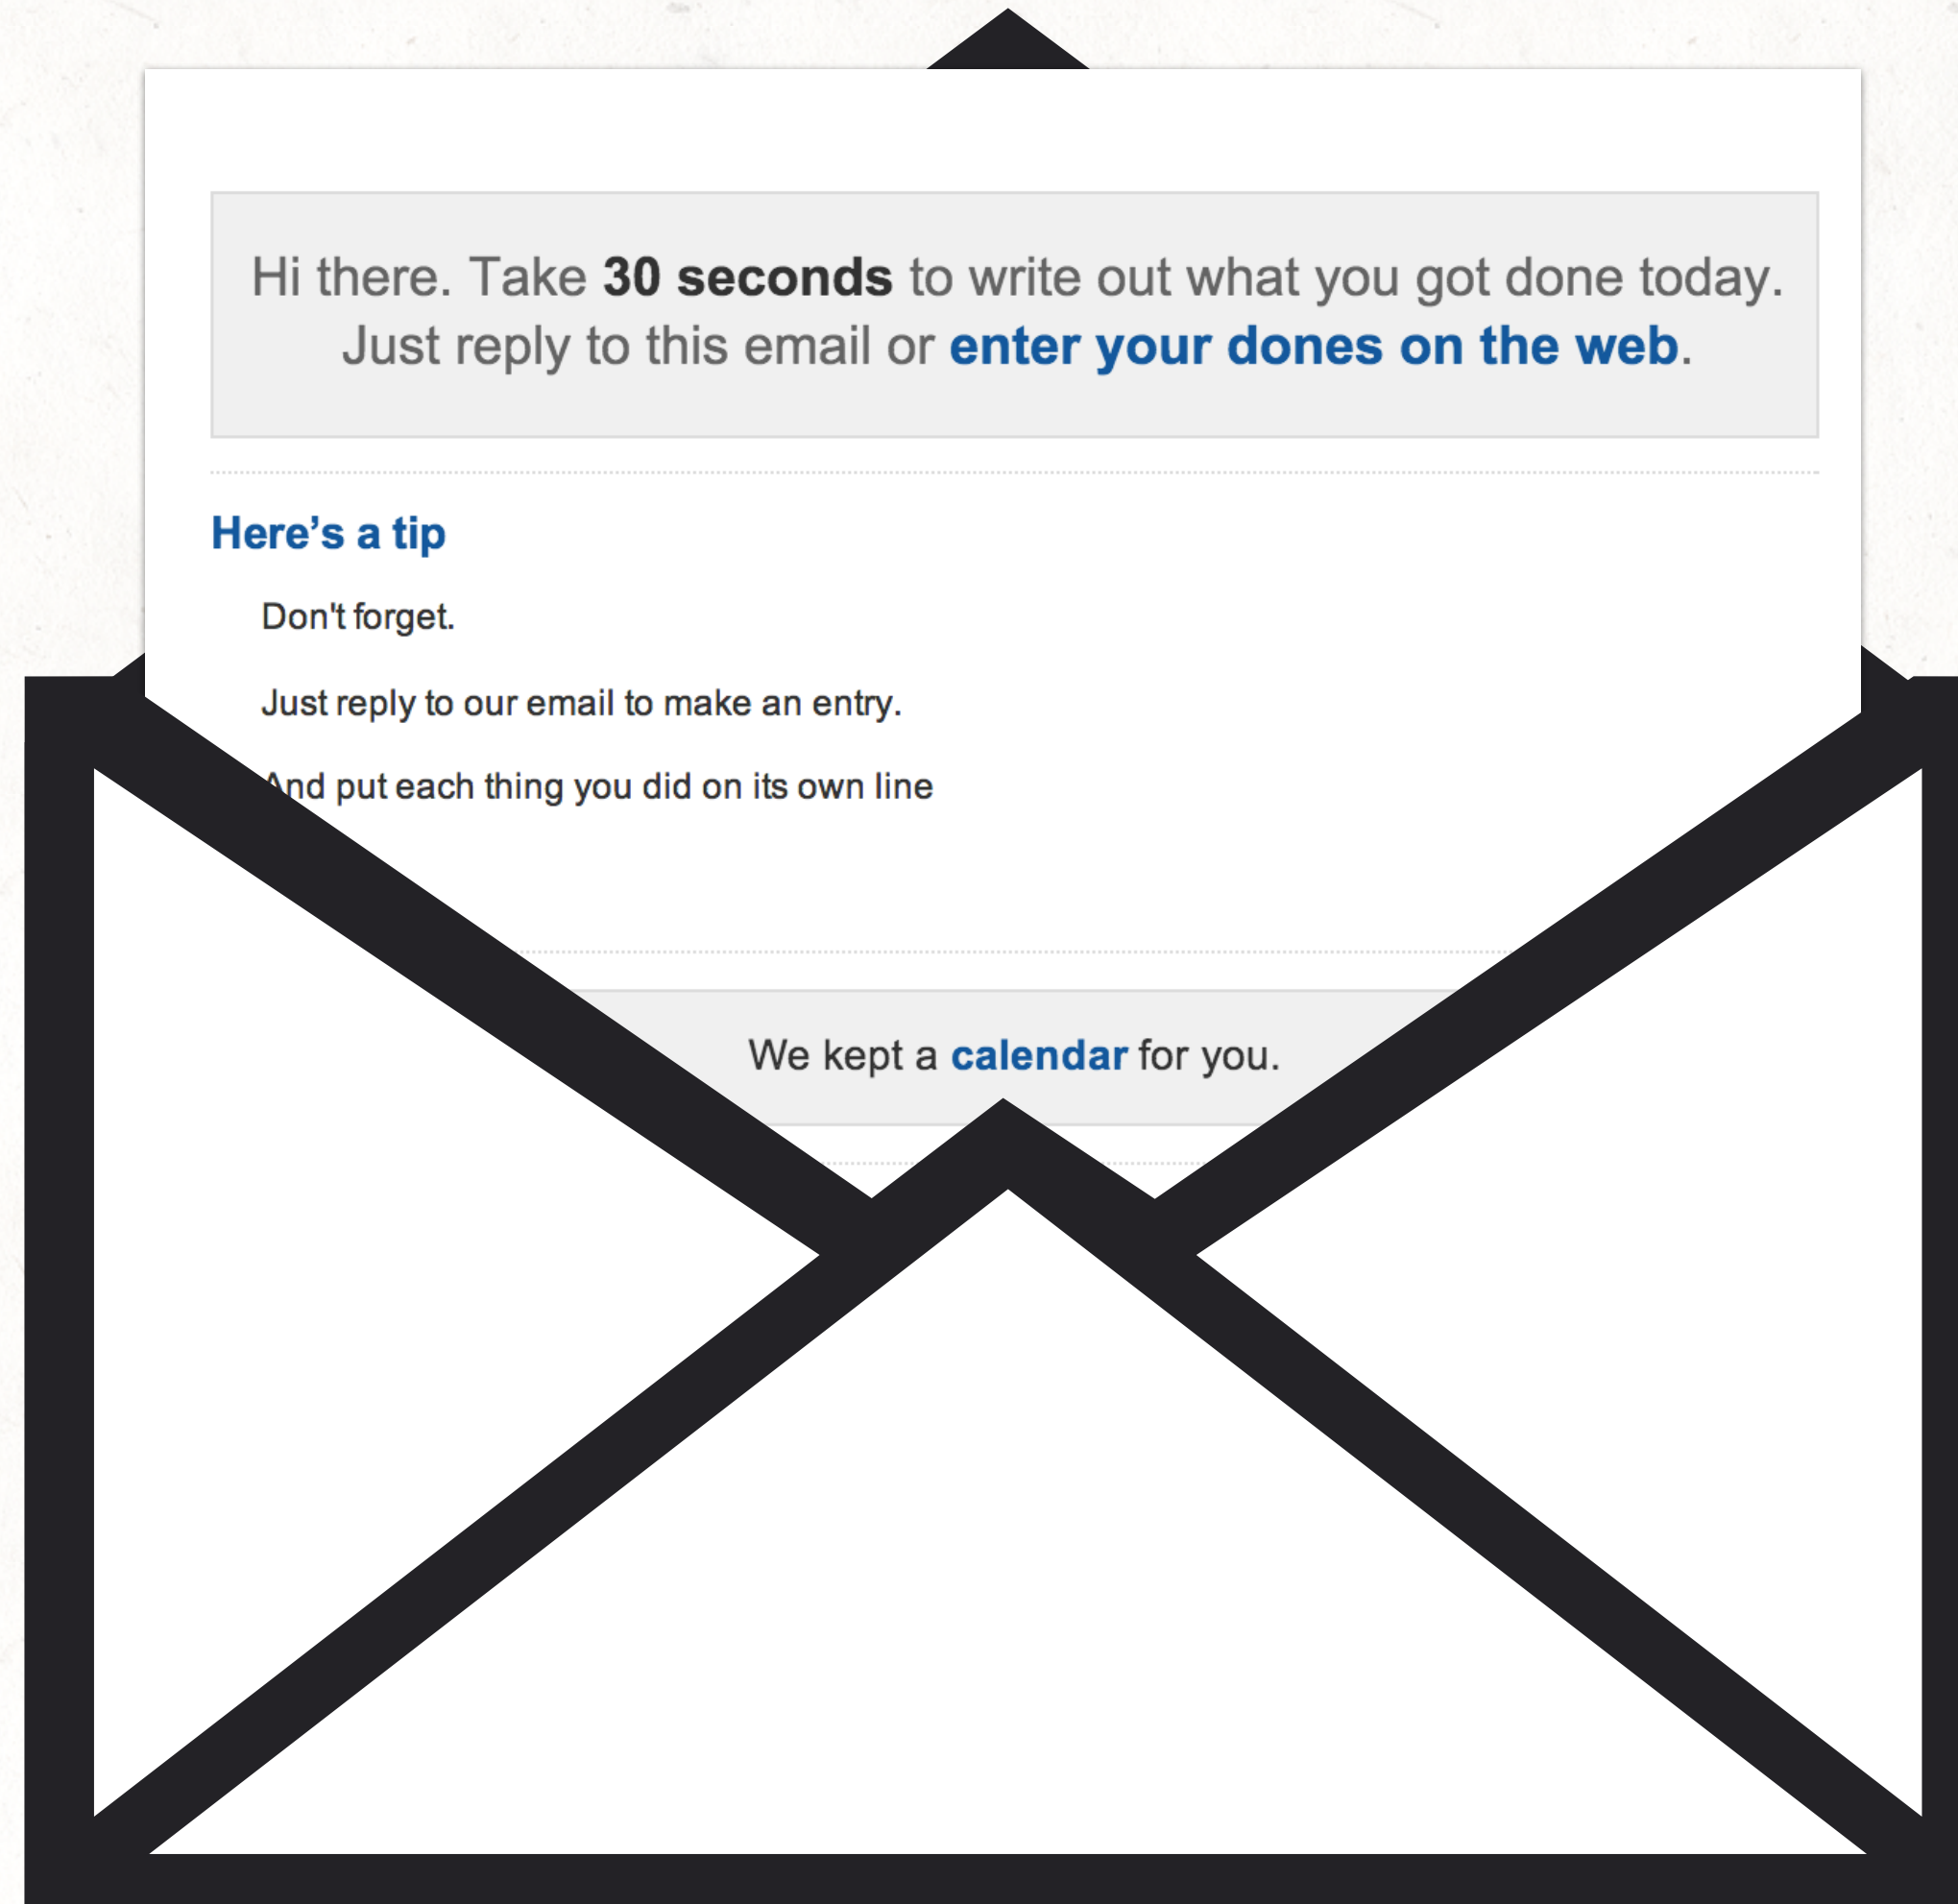 Hi there. Take 30 seconds to write out what you got done today.
Just reply to this email or enter your dones on the web.
Here’s a tip
Don't forget.
Just reply to our email to make an entry.
And put each thing you did on its own line
We kept a calendar for you.